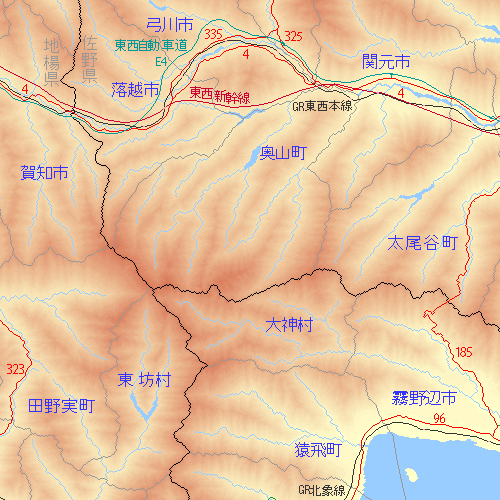 弓川市
335
325
東西自動車道
4
E4
佐野県
地楊県
関元市
落越市
4
東西新幹線
4
GR東西本線
奥山町
賀知市
太尾谷町
大神村
185
323
東坊村
田野実町
霧野辺市
96
猿飛町
GR北象線